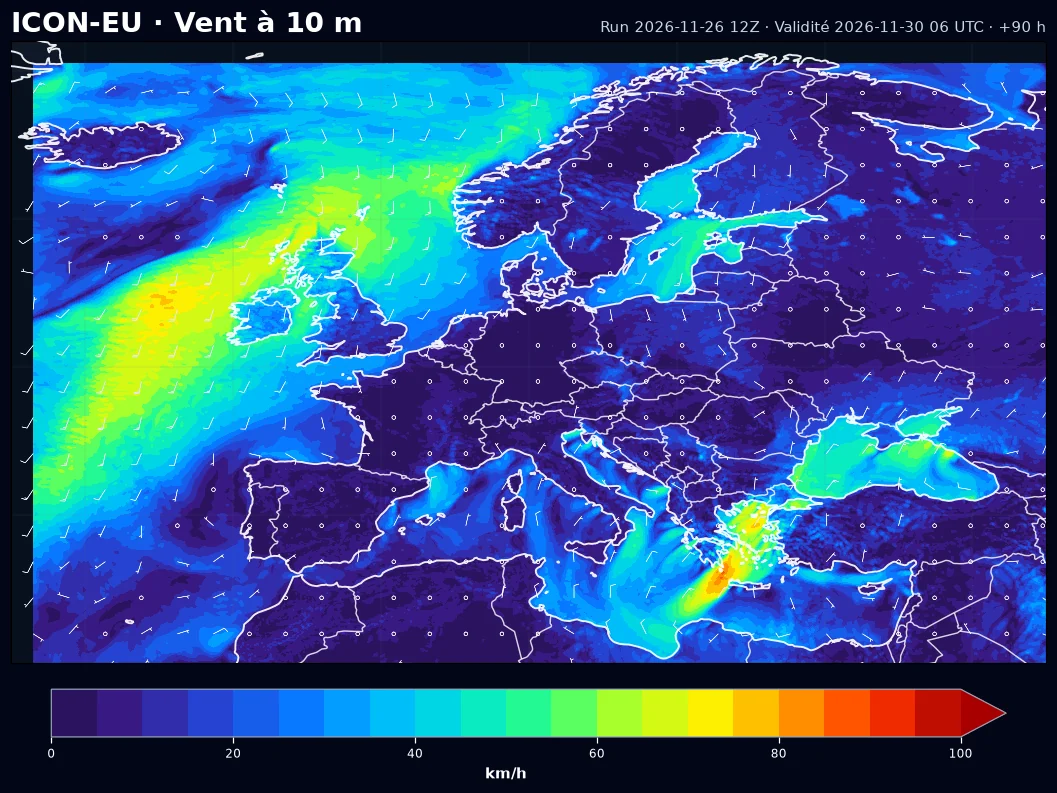 ICON-EU · Vent à 10 m
Run 2026-11-26 12Z · Validité 2026-11-30 06 UTC · +90 h
0 20 40 60 80 100
km/h